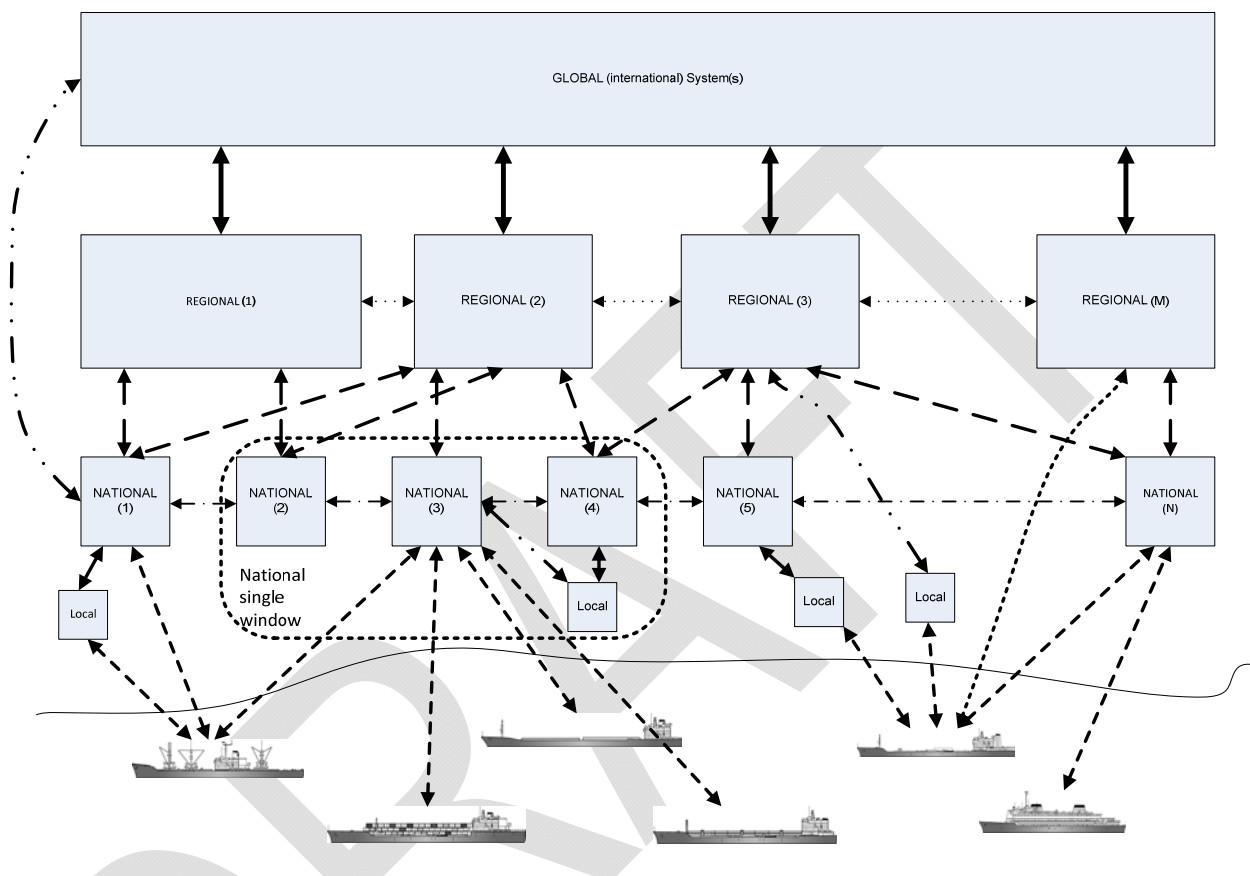 GLOBAL (international) System(s)
REGIONAL (1)
REGIONAL (2)
REGIONAL (3)
REGIONAL (M)
NATIONAL
(1)
NATIONAL
(2)
NATIONAL
(3)
NATIONAL
(4)
NATIONAL
(5)
NATIONAL
(N)
National
single
window
Local
Local
Local
Local
DRAFT